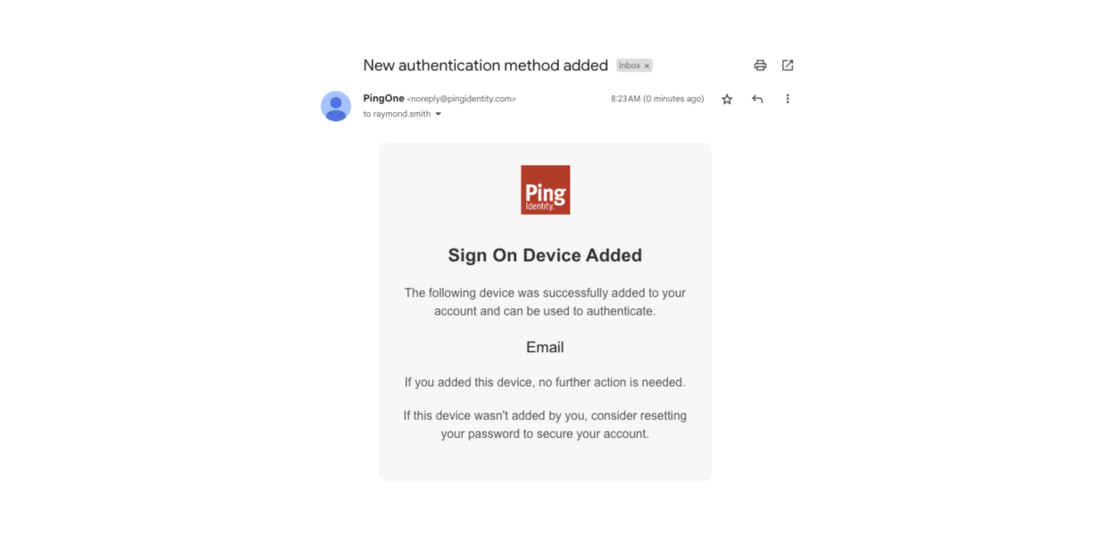 New authentication method added Inbox ×
PingOne <noreply@pingidentity.com> 8:23 AM (0 minutes ago)
to raymond.smith
Ping
Identity.
Sign On Device Added
The following device was successfully added to your
account and can be used to authenticate.
Email
If you added this device, no further action is needed.
If this device wasn't added by you, consider resetting
your password to secure your account.